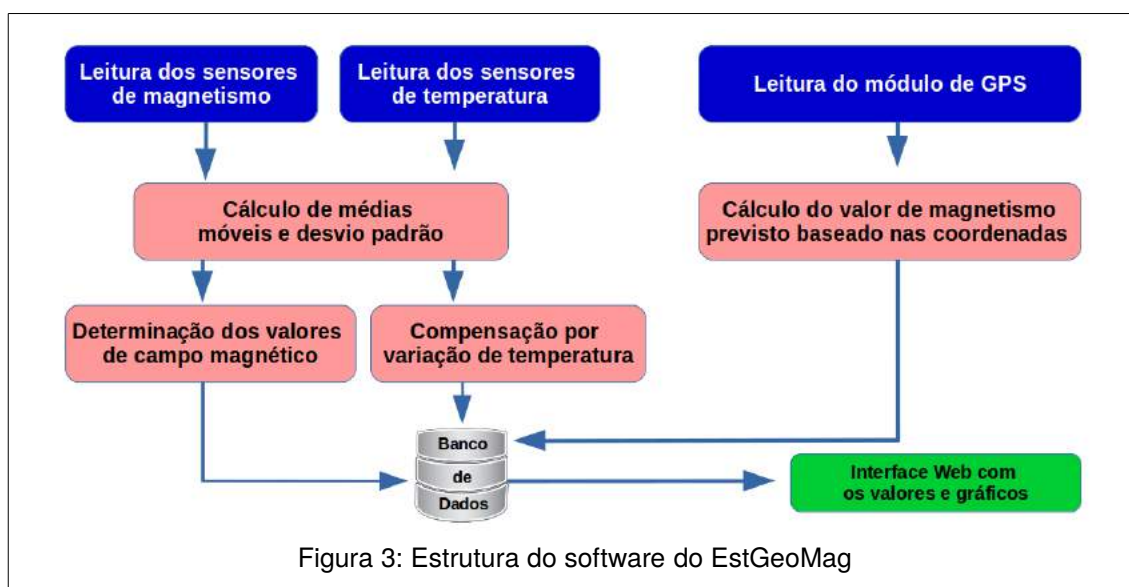 Leitura dos sensores
de magnetismo
Leitura dos sensores
de temperatura
Leitura do módulo de GPS
Cálculo de médias
móveis e desvio padrão
Cálculo do valor de magnetismo
previsto baseado nas coordenadas
Determinação dos valores
de campo magnético
Compensação por
variação de temperatura
Banco
de
Dados
Interface Web com
os valores e gráficos
Figura 3: Estrutura do software do EstGeoMag